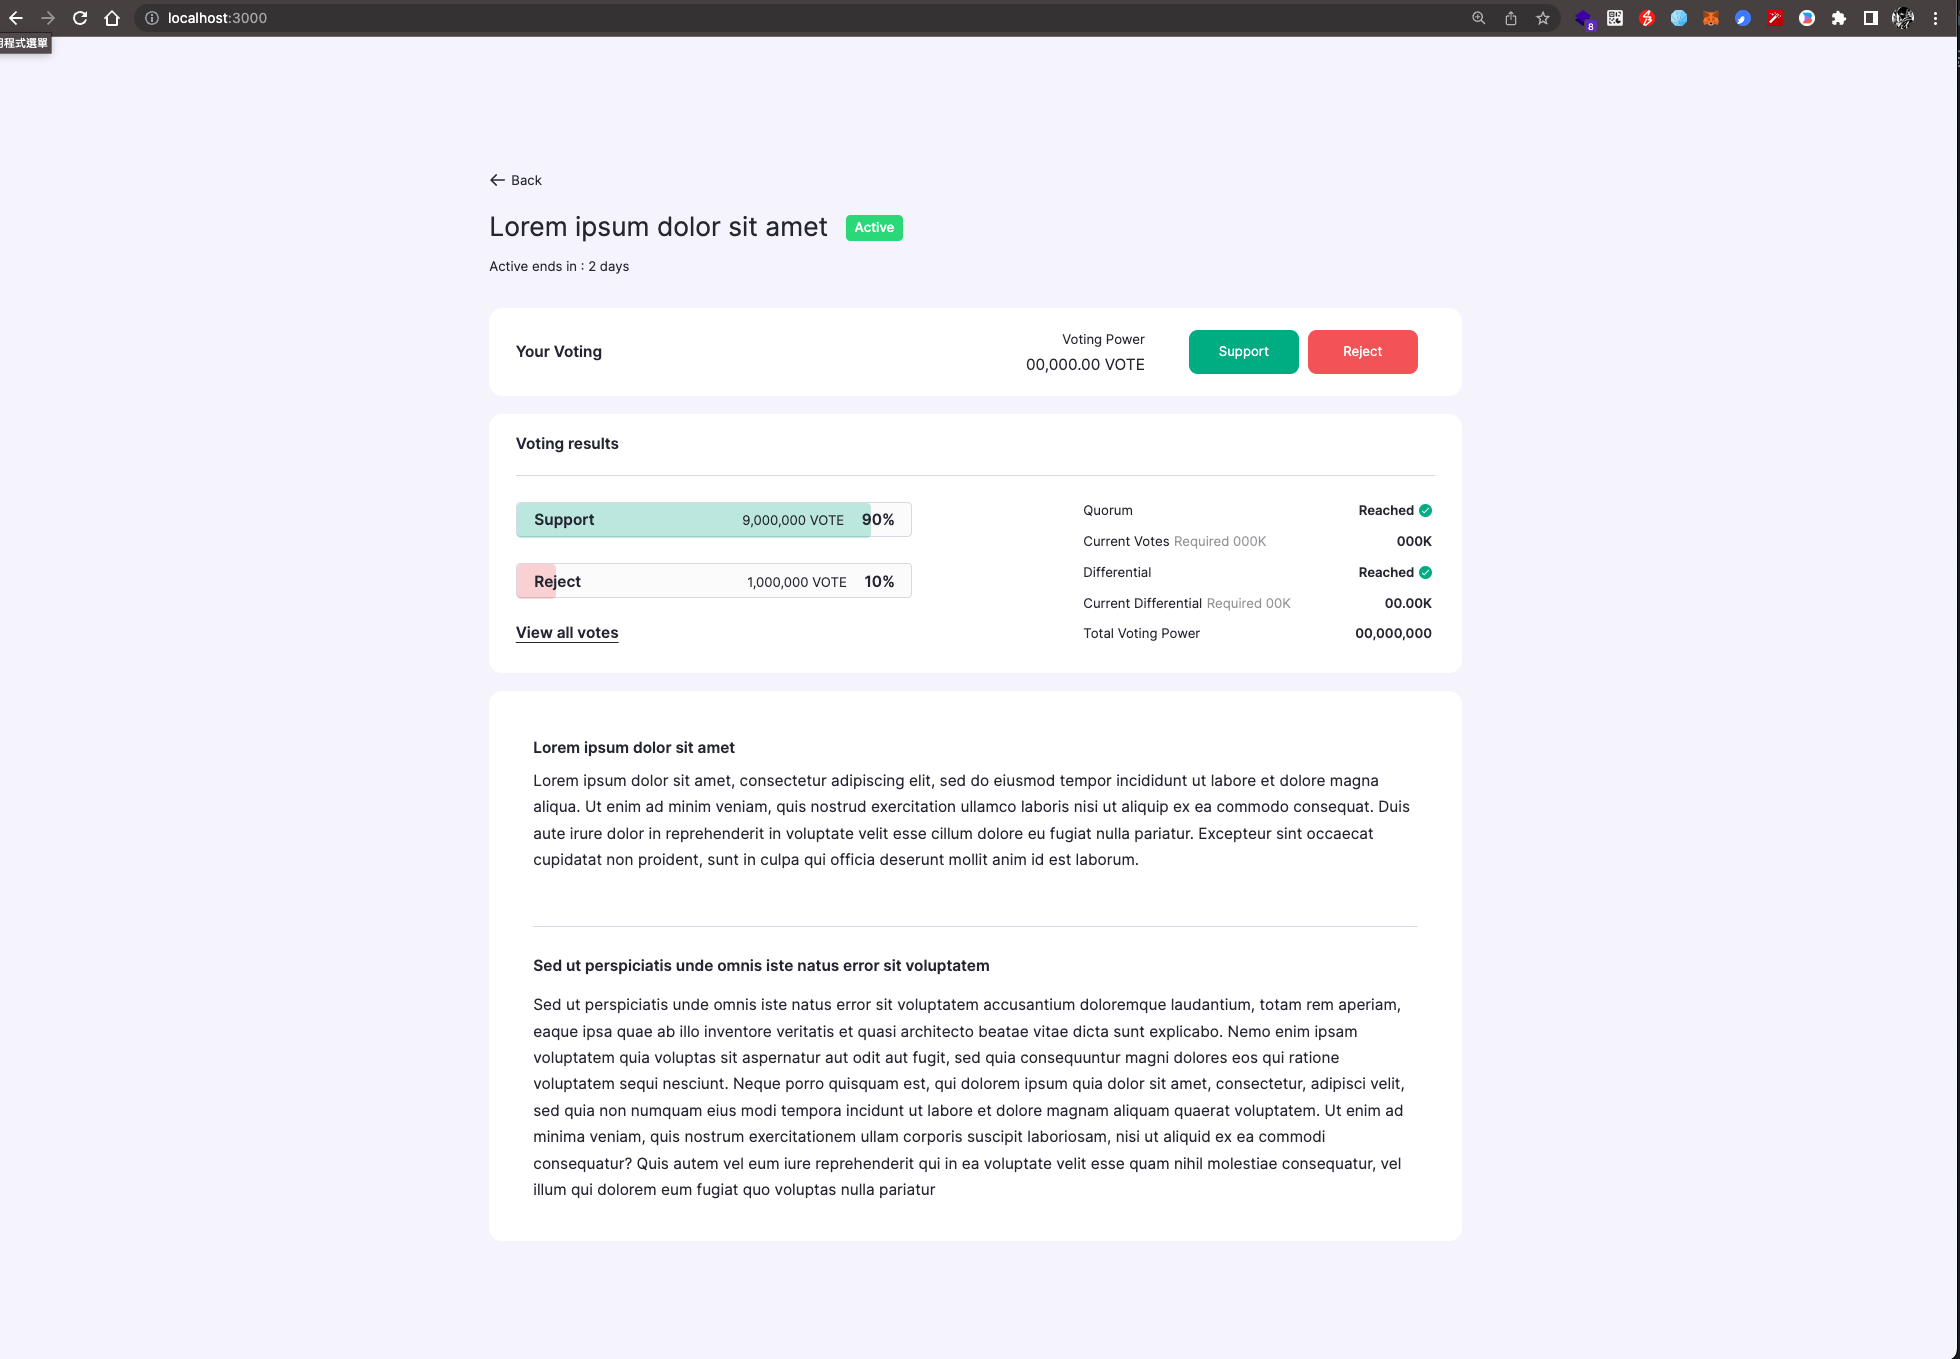 localhost:3000
8
程式選單
Back
Lorem ipsum dolor sit amet Active
Active ends in : 2 days
Your Voting
Voting Power
00,000.00 VOTE
Support
Reject
Voting results
Support 9,000,000 VOTE 90%
Reject 1,000,000 VOTE 10%
View all votes
Quorum Reached
Current Votes Required 000K 000K
Differential Reached
Current Differential Required 00K 00.00K
Total Voting Power 00,000,000
Lorem ipsum dolor sit amet
Lorem ipsum dolor sit amet, consectetur adipiscing elit, sed do eiusmod tempor incididunt ut labore et dolore magna
aliqua. Ut enim ad minim veniam, quis nostrud exercitation ullamco laboris nisi ut aliquip ex ea commodo consequat. Duis
aute irure dolor in reprehenderit in voluptate velit esse cillum dolore eu fugiat nulla pariatur. Excepteur sint occaecat
cupidatat non proident, sunt in culpa qui officia deserunt mollit anim id est laborum.
Sed ut perspiciatis unde omnis iste natus error sit voluptatem
Sed ut perspiciatis unde omnis iste natus error sit voluptatem accusantium doloremque laudantium, totam rem aperiam,
eaque ipsa quae ab illo inventore veritatis et quasi architecto beatae vitae dicta sunt explicabo. Nemo enim ipsam
voluptatem quia voluptas sit aspernatur aut odit aut fugit, sed quia consequuntur magni dolores eos qui ratione
voluptatem sequi nesciunt. Neque porro quisquam est, qui dolorem ipsum quia dolor sit amet, consectetur, adipisci velit,
sed quia non numquam eius modi tempora incidunt ut labore et dolore magnam aliquam quaerat voluptatem. Ut enim ad
minima veniam, quis nostrum exercitationem ullam corporis suscipit laboriosam, nisi ut aliquid ex ea commodi
consequatur? Quis autem vel eum iure reprehenderit qui in ea voluptate velit esse quam nihil molestiae consequatur, vel
illum qui dolorem eum fugiat quo voluptas nulla pariatur